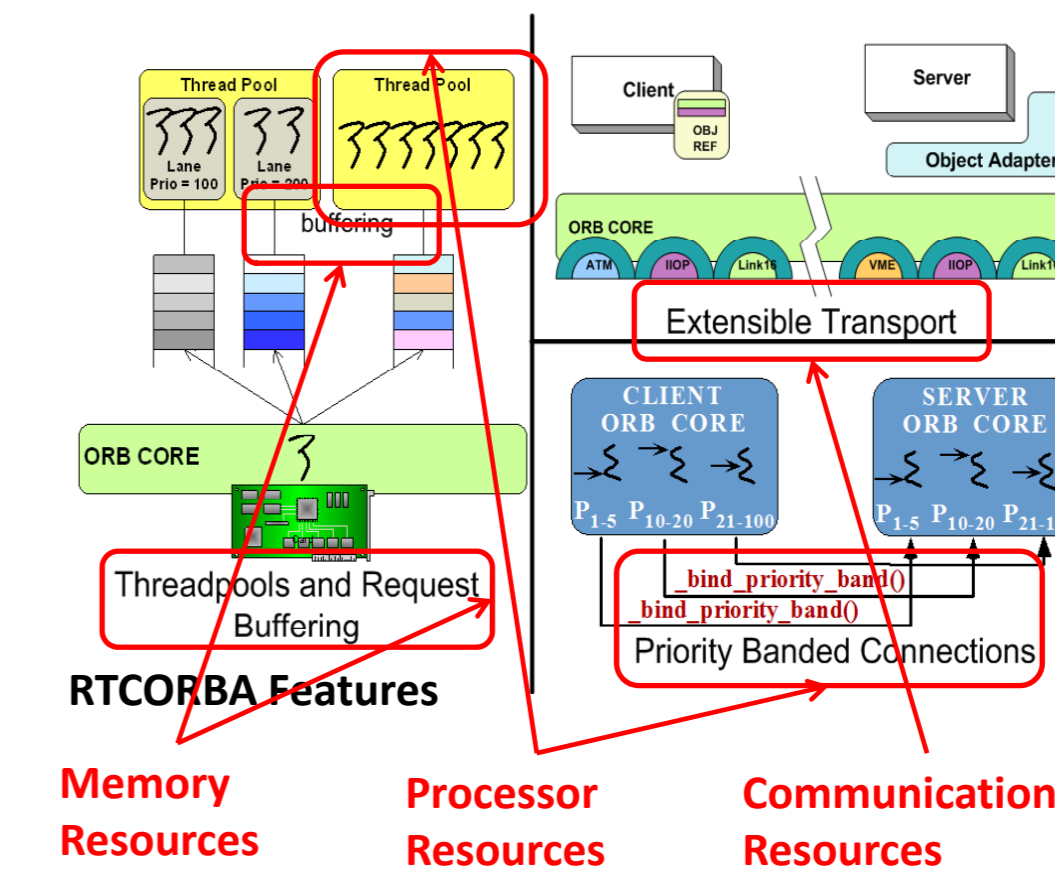 Thread Pool
Thread Pool
Lane
Prio = 100
Lane
Prio = 200
buffering
ORB CORE
Threadpools and Request
Buffering
RTCORBA Features
Client
OBJ
REF
Server
Object Adapter
ORB CORE
ATM
IIOP
Link16
VME
IIOP
Link1
Extensible Transport
CLIENT
ORB CORE
P1-5 P10-20 P21-100
SERVER
ORB CORE
P1-5 P10-20 P21-1
_bind_priority_band()
_bind_priority_band()
Priority Banded Connections
Memory
Resources
Processor
Resources
Communication
Resources